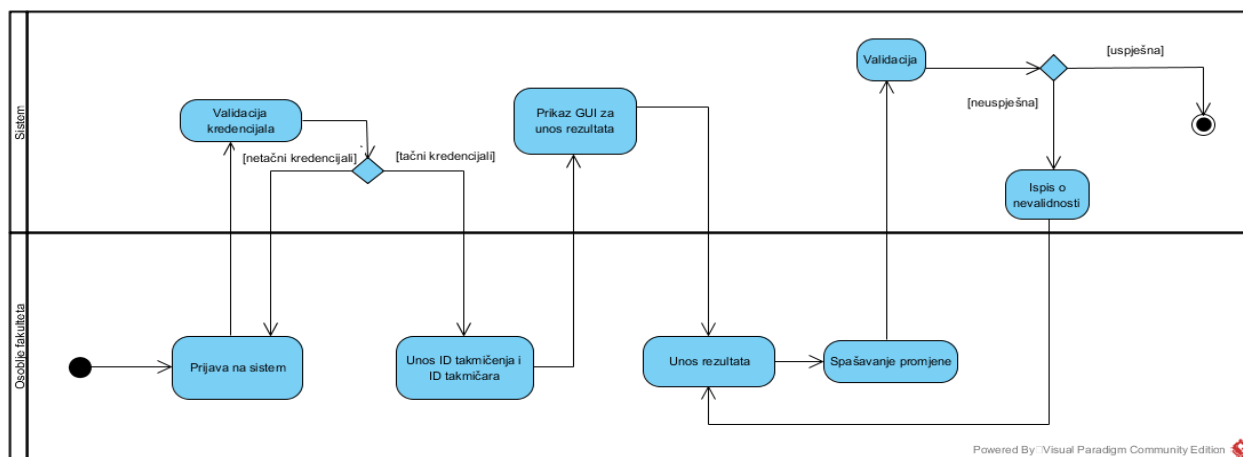 Sistem
Validacija
kredencijala
[netačni kredencijali]
[tačni kredencijali]
Prikaz GUI za
unos rezultata
Validacija
[uspješna]
[neuspješna]
Ispis o
nevalidnosti
Osoblje fakulteta
Prijava na sistem
Unos ID takmičenja i
ID takmičara
Unos rezultata
Spašavanje promjene
Powered By Visual Paradigm Community Edition